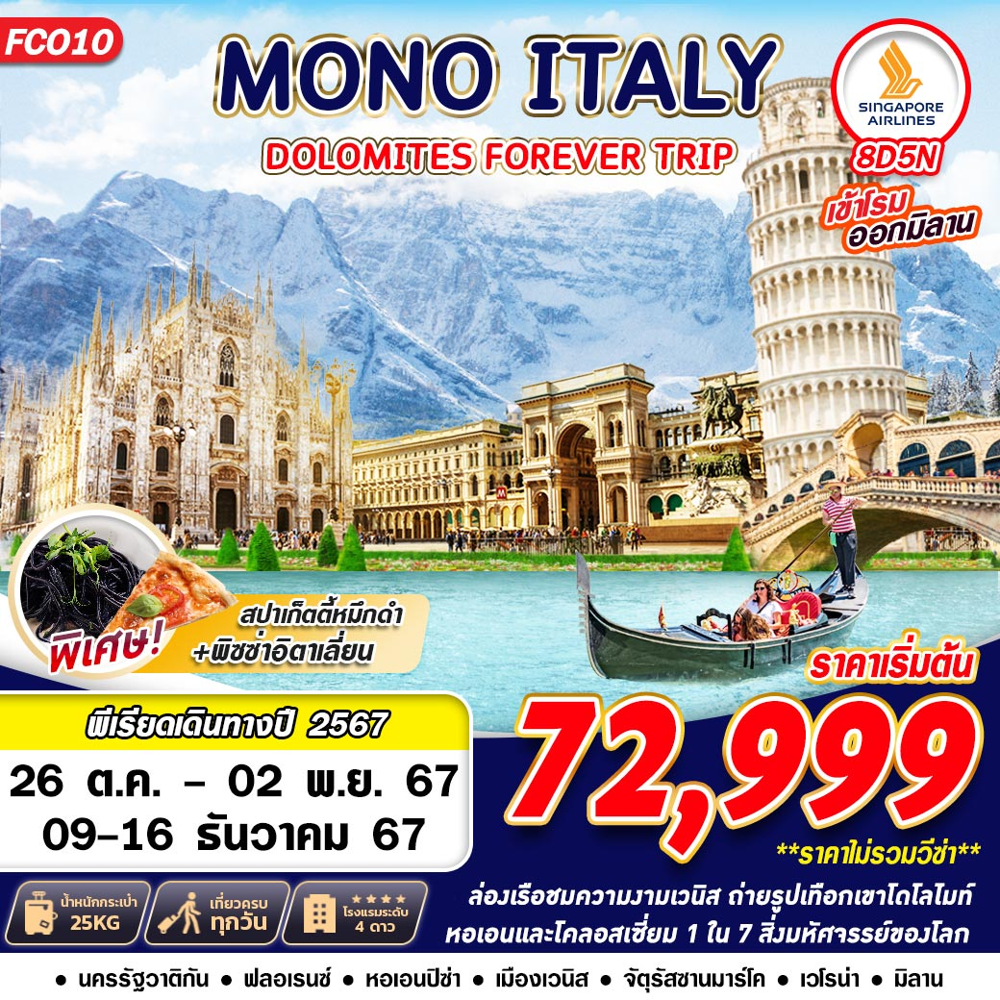 FCO10
MONO ITALY
DOLOMITES FOREVER TRIP
SINGAPORE
AIRLINES
8D5N
เข้าโรม
ออกมิลาน
M
สปาเก็ตตี้หมึกดำ
+พิซซ่าอิตาเลี่ยน
พิเศษ!
พีเรียดเดินทางปี 2567
26 ต.ค. - 02 พ.ย. 67
09-16 ธันวาคม 67
ราคาเริ่มต้น
72,999
**ราคาไม่รวมวีซ่า**
น้ำหนักกระเป๋า
25KG
เที่ยวครบ
ทุกวัน
โรงแรมระดับ
4 ดาว
ล่องเรือชมความงามเวนิส ถ่ายรูปเทือกเขาโดโลไมท์
หอเอนและโคลอสเซี่ยม 1 ใน 7 สิ่งมหัศจรรย์ของโลก
• นครรัฐวาติกัน • ฟลอเรนซ์ • หอเอนปิซ่า • เมืองเวนิส • จัตุรัสซานมาร์โค • เวโรน่า • มิลาน